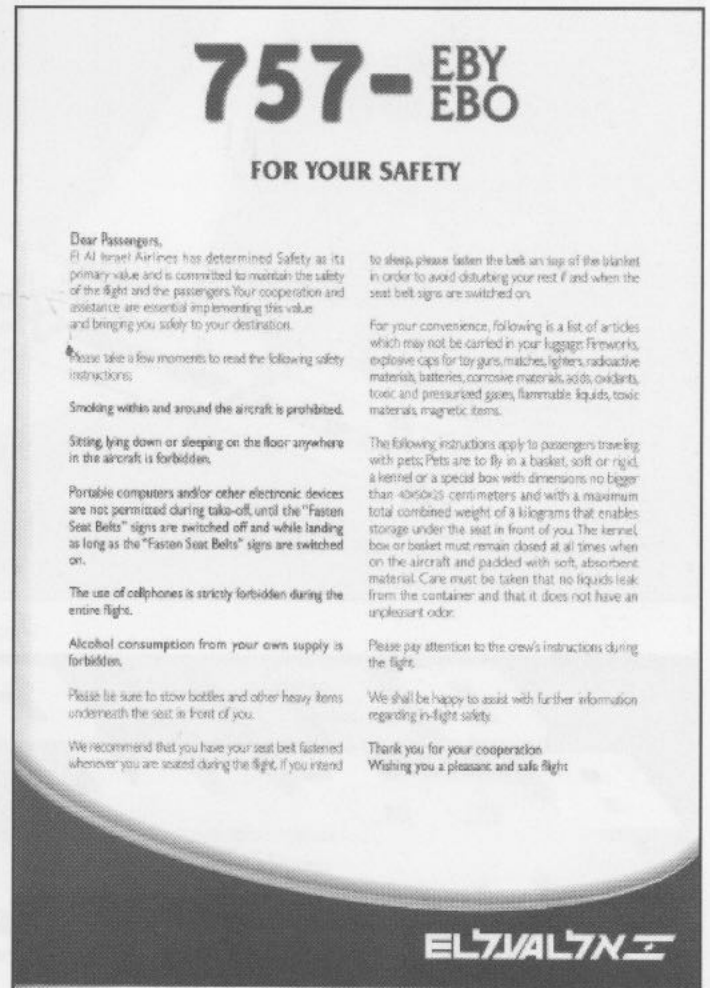 757-
EBY
EBO
FOR YOUR SAFETY
Dear Passengers,
El Al Israel Airlines has determined Safety as its
primary value and is committed to maintain the safety
of the flight and the passengers. Your cooperation and
assistance are essential implementing this value
and bringing you safely to your destination.
Please take a few moments to read the following safety
instructions;
Smoking within and around the aircraft is prohibited.
Sitting, lying down or sleeping on the floor anywhere
in the aircraft is forbidden.
Portable computers and/or other electronic devices
are not permitted during take-off, until the "Fasten
Seat Belts" signs are switched off and while landing
as long as the "Fasten Seat Belts" signs are switched
on.
The use of cellphones is strictly forbidden during the
entire flight.
Alcohol consumption from your own supply is
forbidden.
Please be sure to stow bottles and other heavy items
underneath the seat in front of you.
We recommend that you have your seat belt fastened
whenever you are seated during the flight. If you intend
to sleep, please fasten the belt on top of the blanket
in order to avoid disturbing your rest if and when the
seat belt signs are switched on.
For your convenience, following is a list of articles
which may not be carried in your luggage: Fireworks,
explosive caps for toy guns, matches, lighters, radioactive
materials, batteries, corrosive materials, acids, oxidants,
toxic and pressurized gases, flammable liquids, toxic
materials, magnetic items.
The following instructions apply to passengers traveling
with pets; Pets are to fly in a basket, soft or rigid,
a kennel or a special box with dimensions no bigger
than 40x50x25 centimeters and with a maximum
total combined weight of 8 kilograms that enables
storage under the seat in front of you. The kennel,
box or basket must remain closed at all times when
on the aircraft and padded with soft, absorbent
material. Care must be taken that no liquids leak
from the container and that it does not have an
unpleasant odor.
Please pay attention to the crew's instructions during
the flight.
We shall be happy to assist with further information
regarding in-flight safety.
Thank you for your cooperation
Wishing you a pleasant and safe flight
EL AL אל על